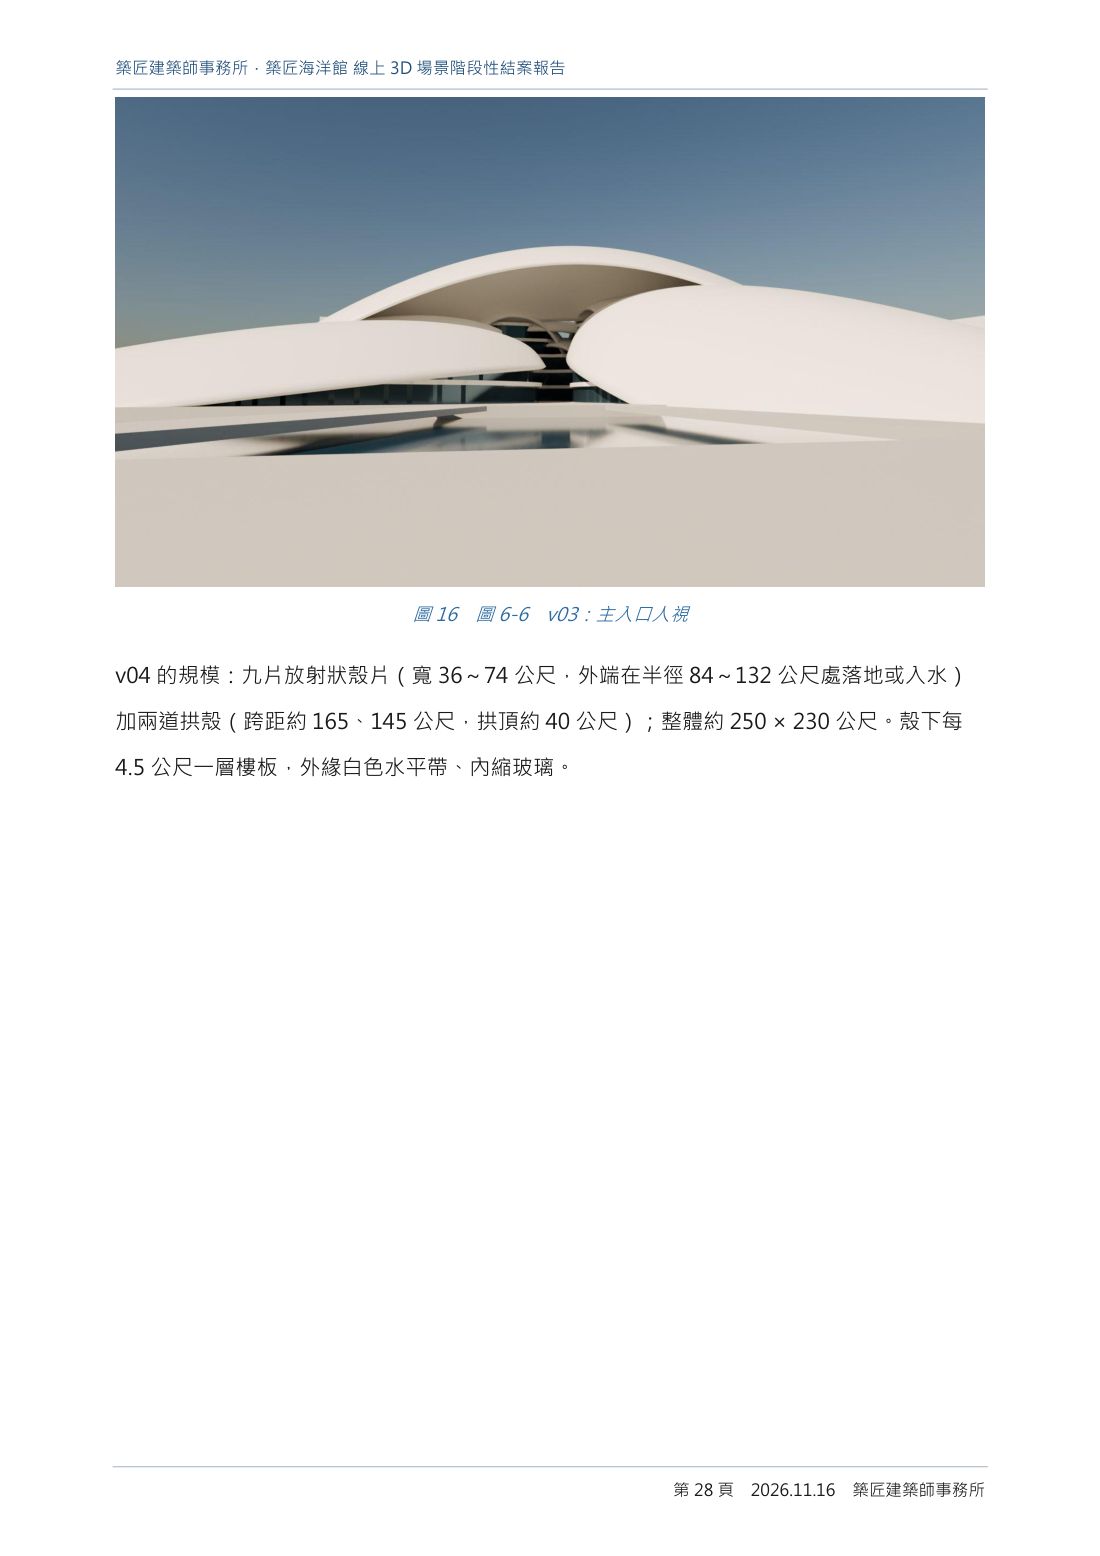 築匠建築師事務所．築匠海洋館 線上 3D 場景階段性結案報告
圖 16　圖 6-6　v03：主入口人視
v04 的規模：九片放射狀殼片（寬 36～74 公尺，外端在半徑 84～132 公尺處落地或入水）
加兩道拱殼（跨距約 165、145 公尺，拱頂約 40 公尺）；整體約 250 × 230 公尺。殼下每
4.5 公尺一層樓板，外緣白色水平帶、內縮玻璃。
第 28 頁　2026.11.16　築匠建築師事務所